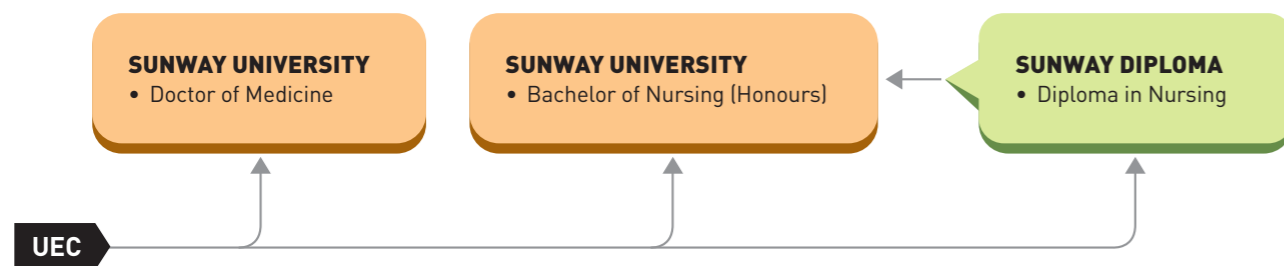 SUNWAY UNIVERSITY
• Doctor of Medicine
SUNWAY UNIVERSITY
• Bachelor of Nursing (Honours)
SUNWAY DIPLOMA
• Diploma in Nursing
UEC